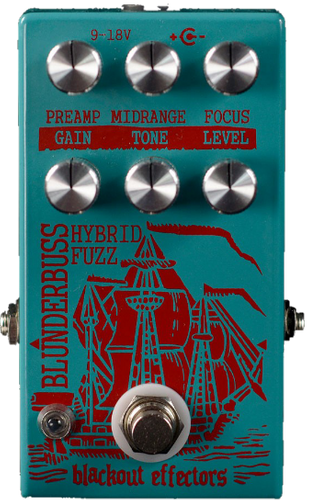 9-18V + C -
PREAMP MIDRANGE FOCUS
GAIN TONE LEVEL
BLUNDERBUSS
HYBRID
FUZZ
blackout effectors